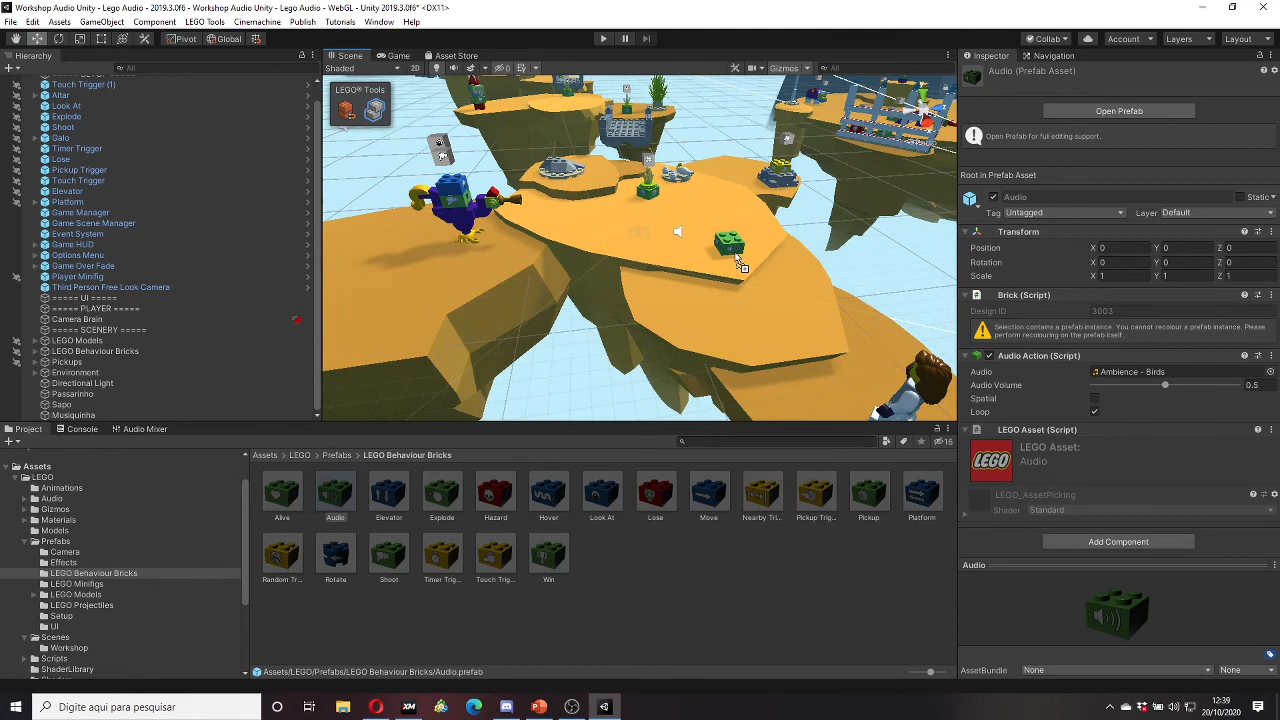 Workshop Audio Unity - Lego Audio - WebGL - 2019.3.0f6 - Workshop Audio Unity - Lego Audio - WebGL - 2019.3.0f6* <DX11>
File Edit Assets GameObject Component LEGO Tools Cinemachine Publish Tutorials Window Help
Pivot Global Collab Account Layers Layout
Hierarchy
All
Touch Trigger (1)
Altar
Look At
Explode
Shoot
Galo
Timer Trigger
Lose
Pickup Trigger
Touch Trigger
Elevator
Platform
Game Manager
Game Scene Manager
Event System
Game HUD
Options Menu
Game Over Fade
Player Minifig
Third Person Free Look Camera
===== UI =====
===== PLAYER =====
Camera Brain
===== SCENERY =====
LEGO Models
LEGO Behaviour Bricks
Pickups
Environment
Directional Light
Passarinho
Sapo
Musiquinha
Scene Game Asset Store
Shaded 2D 0 Gizmos All
LEGO® Tools
Inspector Navigation
Audio (Prefab Asset)
Open Prefab
Open Prefab for full editing support.
Root in Prefab Asset
Audio Static
Tag Untagged Layer Default
Transform
Position X 0 Y 0 Z 0
Rotation X 0 Y 0 Z 0
Scale X 1 Y 1 Z 1
Brick (Script)
Design ID 3003
Selection contains a prefab instance. You cannot recolour a prefab instance. Please
perform recolouring on the prefab itself.
Audio Action (Script)
Audio Ambience - Birds
Audio Volume 0.5
Spatial
Loop
LEGO Asset (Script)
LEGO
LEGO Asset:
Audio
LEGO_AssetPicking
Shader Standard
Add Component
Audio
AssetBundle None None
Project Console Audio Mixer
16
Assets
LEGO
Animations
Audio
Gizmos
Materials
Models
Prefabs
Camera
Effects
LEGO Behaviour Bricks
LEGO Minifigs
LEGO Models
LEGO Projectiles
Setup
UI
Scenes
Workshop
Scripts
ShaderLibrary
Assets LEGO Prefabs LEGO Behaviour Bricks
Alive Audio Elevator Explode Hazard Hover Look At Lose Move Nearby Tri... Pickup Trig... Pickup Platform
Random Tr... Rotate Shoot Timer Trig... Touch Trig... Win
Assets/LEGO/Prefabs/LEGO Behaviour Bricks/Audio.prefab
Digite aqui para pesquisar
12:39
20/10/2020